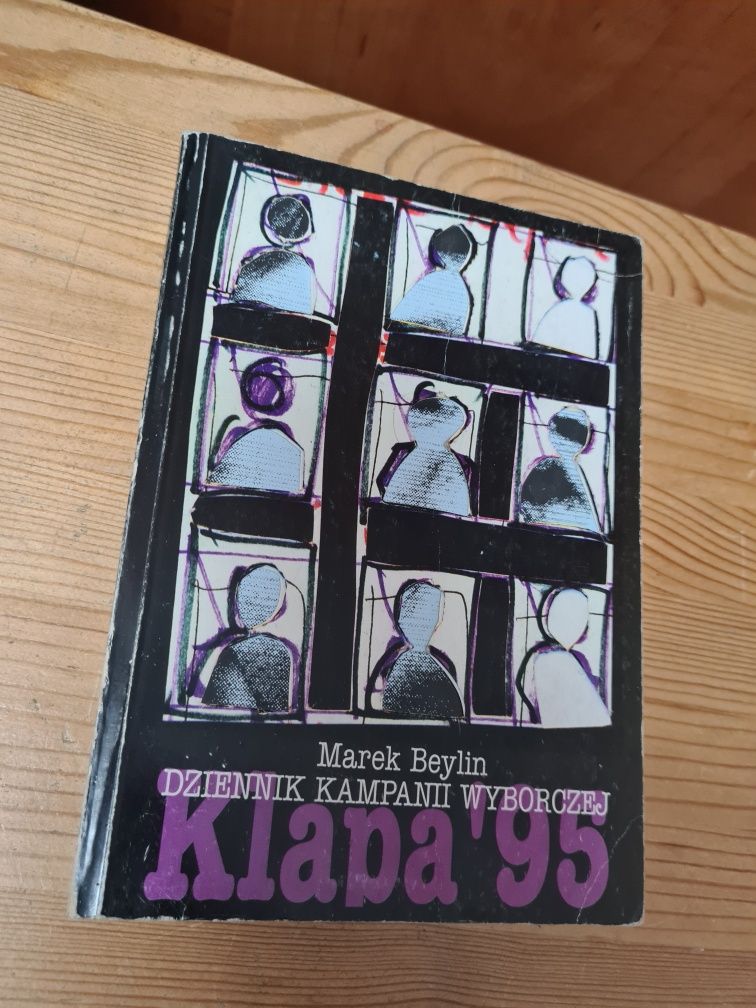 Marek Beylin
DZIENNIK KAMPANII WYBORCZEJ
Klapa '95